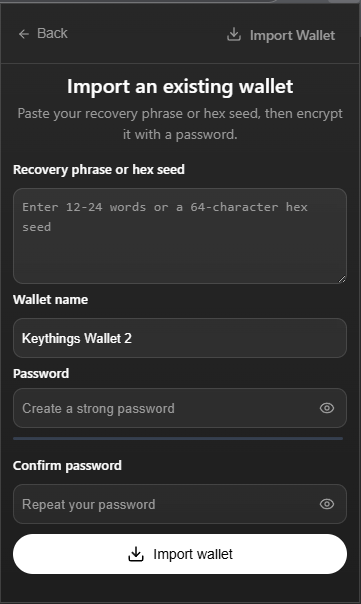 Back
Import Wallet
Import an existing wallet
Paste your recovery phrase or hex seed, then encrypt
it with a password.
Recovery phrase or hex seed
Enter 12-24 words or a 64-character hex
seed
Wallet name
Keythings Wallet 2
Password
Create a strong password
Confirm password
Repeat your password
Import wallet